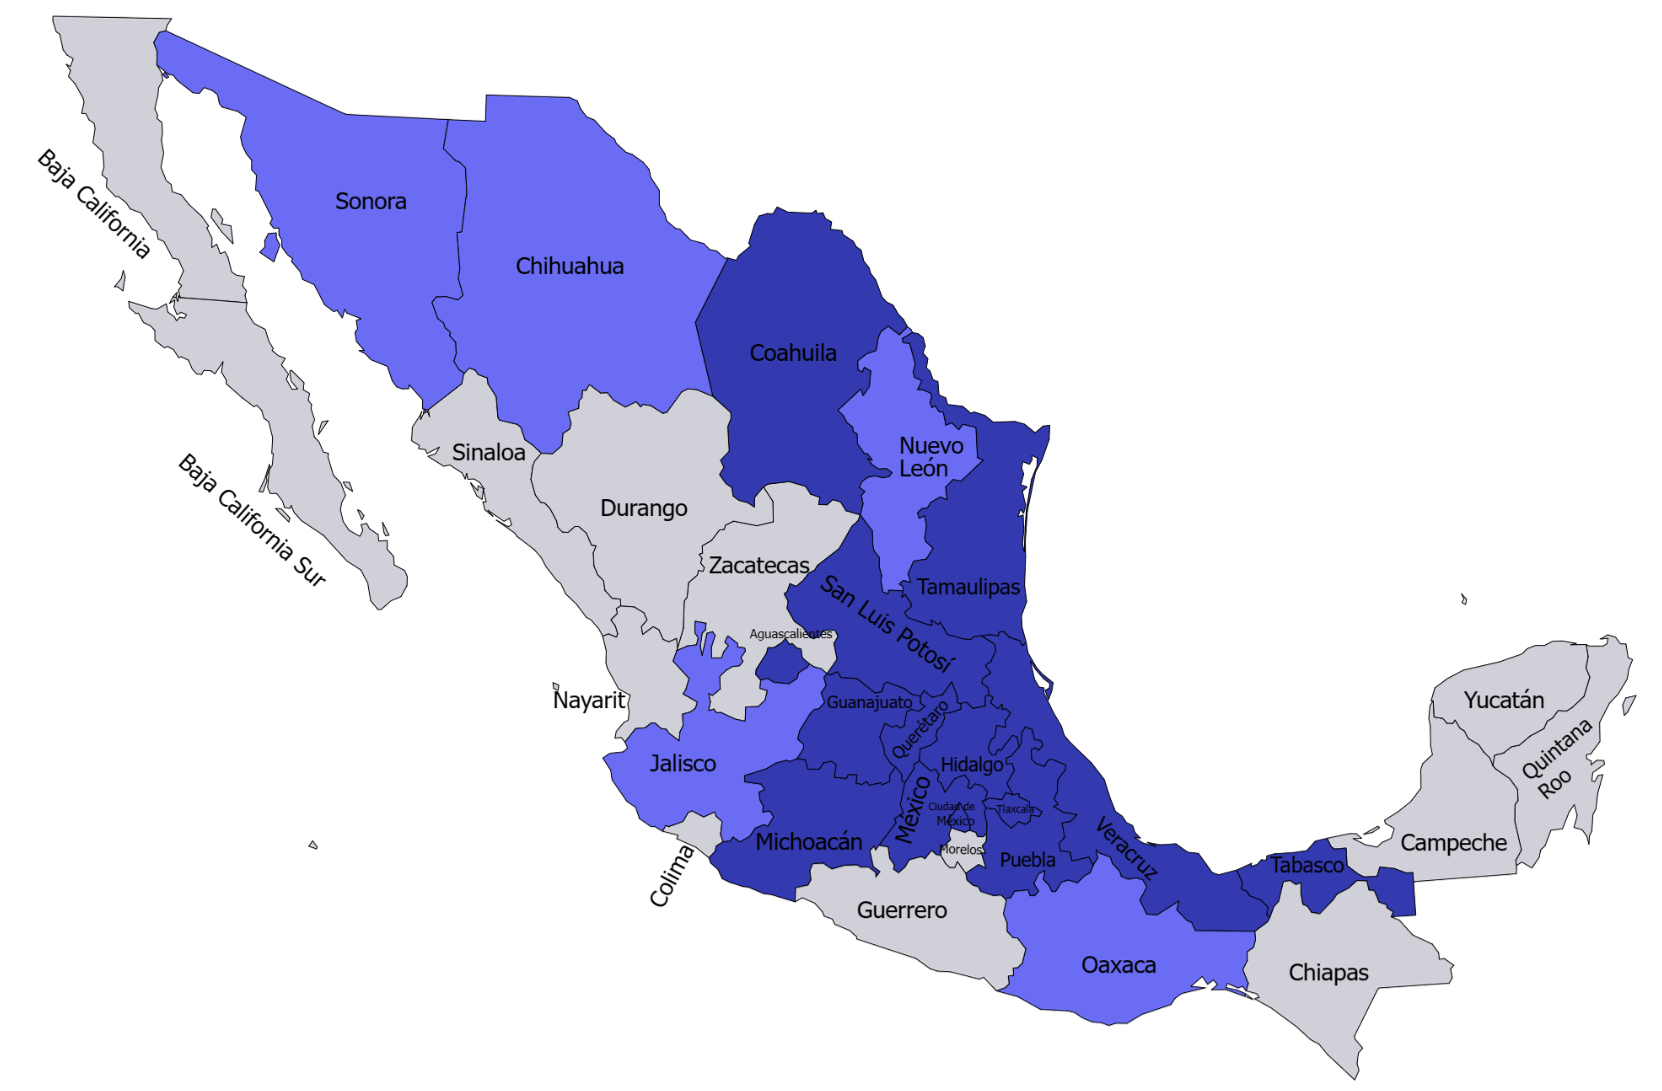 Baja California
Sonora
Chihuahua
Coahuila
Nuevo
León
Sinaloa
Durango
Baja California Sur
Zacatecas
Tamaulipas
San Luis Potosí
Aguascalientes
Nayarit
Guanajuato
Querétaro
Jalisco
Hidalgo
México
Ciudad de
México
Tlaxcala
Michoacán
Morelos
Puebla
Veracruz
Colima
Guerrero
Oaxaca
Tabasco
Chiapas
Campeche
Yucatán
Quintana
Roo